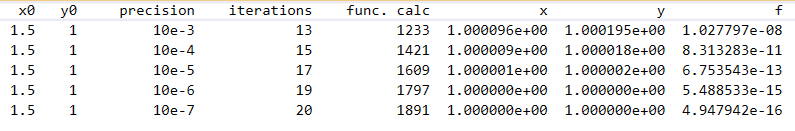 x0 y0 precision iterations func. calc x y f
1.5 1 10e-3 13 1233 1.000096e+00 1.000195e+00 1.027797e-08
1.5 1 10e-4 15 1421 1.000009e+00 1.000018e+00 8.313283e-11
1.5 1 10e-5 17 1609 1.000001e+00 1.000002e+00 6.753543e-13
1.5 1 10e-6 19 1797 1.000000e+00 1.000000e+00 5.488533e-15
1.5 1 10e-7 20 1891 1.000000e+00 1.000000e+00 4.947942e-16